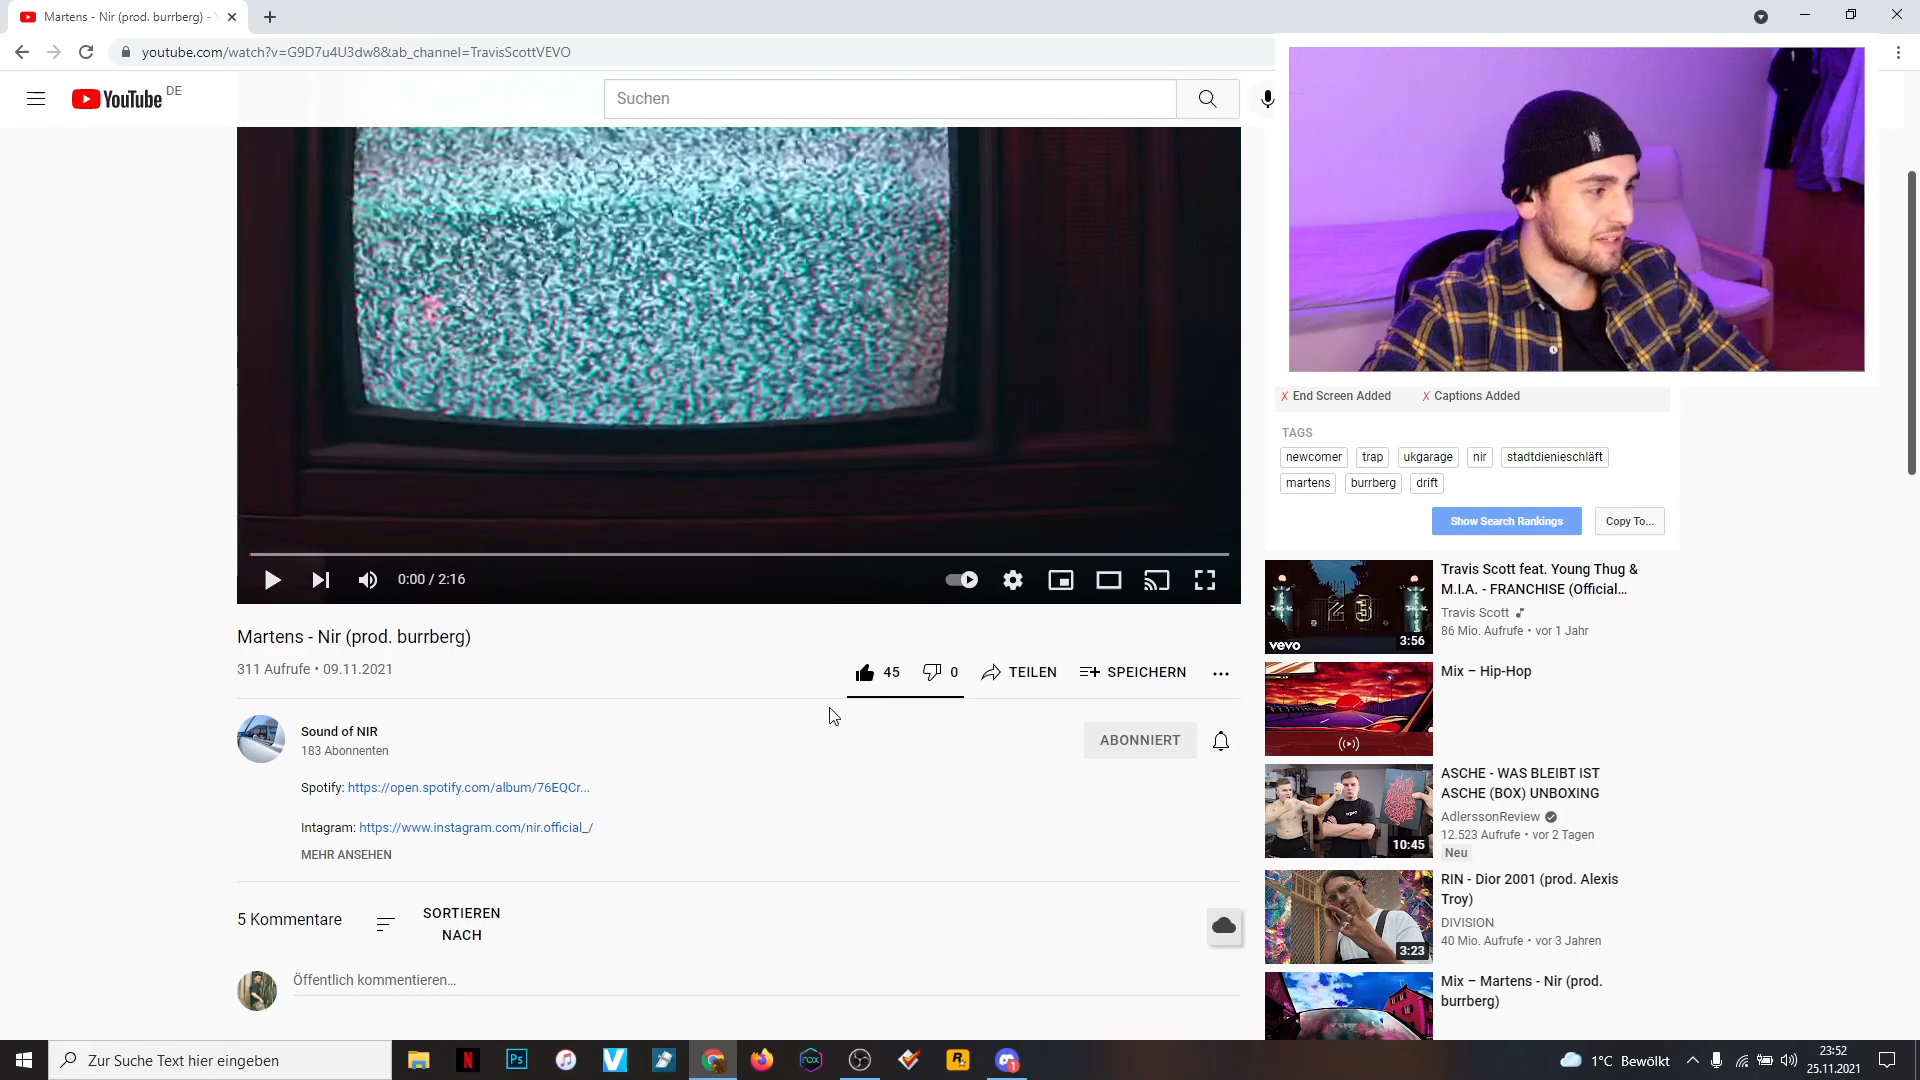 Martens - Nir (prod. burrberg) -
youtube.com/watch?v=G9D7u4U3dw8&ab_channel=TravisScottVEVO
YouTube DE
Suchen
X End Screen Added
X Captions Added
TAGS
newcomer
trap
ukgarage
nir
stadtdienieschläft
martens
burrberg
drift
Show Search Rankings
Copy To...
0:00 / 2:16
Martens - Nir (prod. burrberg)
311 Aufrufe • 09.11.2021
45
0
TEILEN
SPEICHERN
Sound of NIR
183 Abonnenten
ABONNIERT
Spotify: https://open.spotify.com/album/76EQCr...
Intagram: https://www.instagram.com/nir.official_/
MEHR ANSEHEN
5 Kommentare
SORTIEREN
NACH
Öffentlich kommentieren...
vevo
3:56
Travis Scott feat. Young Thug &
M.I.A. - FRANCHISE (Official...
Travis Scott
86 Mio. Aufrufe • vor 1 Jahr
Mix – Hip-Hop
10:45
ASCHE - WAS BLEIBT IST
ASCHE (BOX) UNBOXING
AdlerssonReview
12.523 Aufrufe • vor 2 Tagen
Neu
3:23
RIN - Dior 2001 (prod. Alexis
Troy)
DIVISION
40 Mio. Aufrufe • vor 3 Jahren
Mix – Martens - Nir (prod.
burrberg)
Zur Suche Text hier eingeben
N
Ps
V
nox
R
1
1°C Bewölkt
23:52
25.11.2021